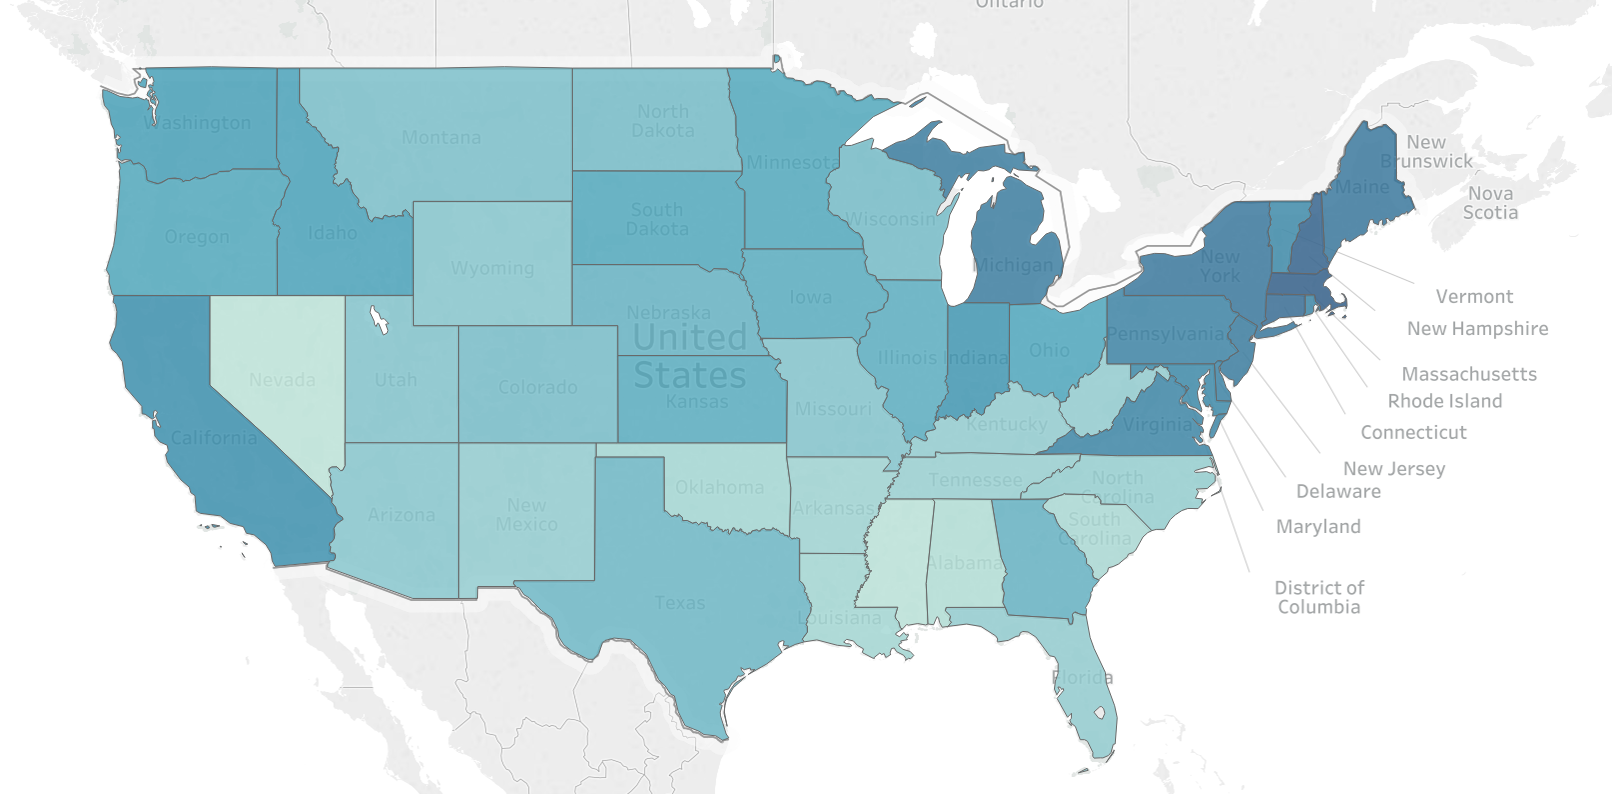 Ontario
Washington
Montana
North
Dakota
Minnesota
New
Brunswick
Maine
Nova
Scotia
Oregon
Idaho
South
Dakota
Wisconsin
Wyoming
Michigan
New
York
Vermont
New Hampshire
Iowa
Nebraska
United
States
Pennsylvania
Illinois
Indiana
Ohio
Nevada
Utah
Colorado
Kansas
Massachusetts
Rhode Island
Missouri
Kentucky
Virginia
Connecticut
California
New Jersey
Delaware
Tennessee
North
Carolina
Oklahoma
Arkansas
Arizona
New
Mexico
South
Carolina
Maryland
Alabama
District of
Columbia
Texas
Louisiana
Florida